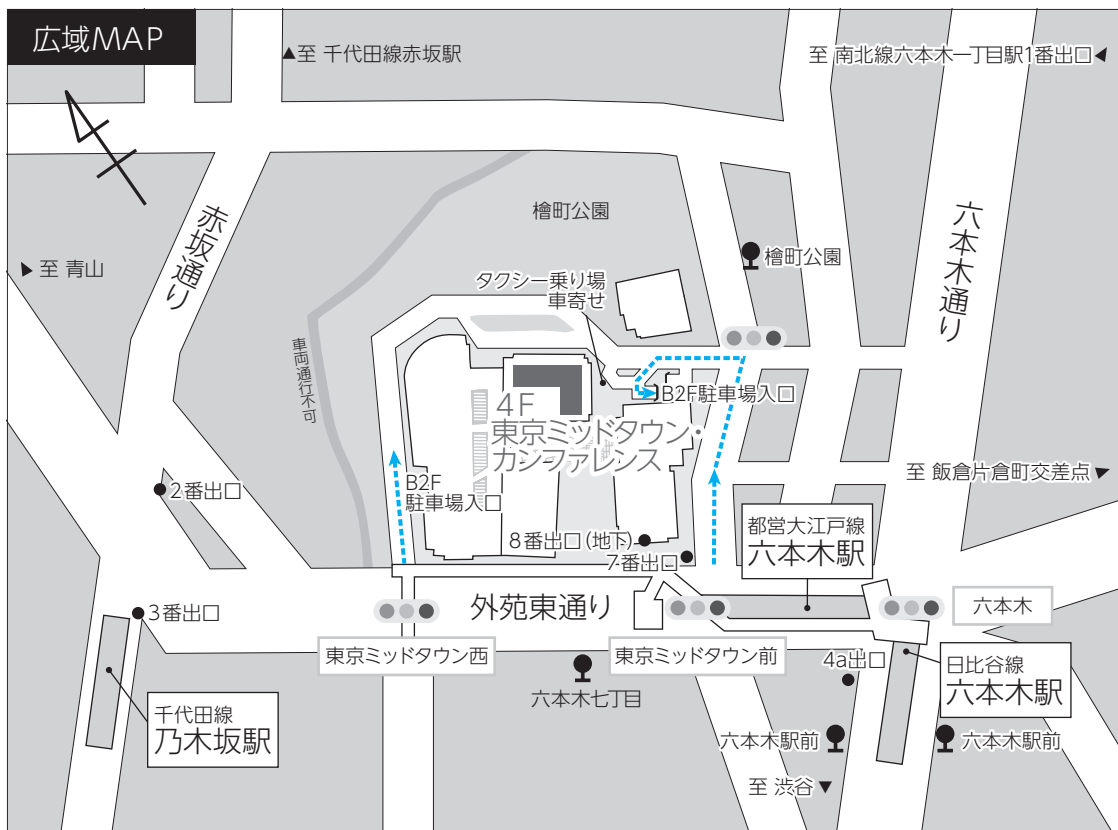 広域MAP
▲至 千代田線赤坂駅
至 南北線六本木一丁目駅1番出口◀
赤坂通り
檜町公園
六本木通り
▶至 青山
檜町公園
タクシー乗り場
車寄せ
車両通行不可
B2F駐車場入口
4F
東京ミッドタウン・
カンファレンス
至 飯倉片倉町交差点▶
B2F
駐車場入口
2番出口
都営大江戸線
六本木駅
8番出口(地下)
7番出口
3番出口
外苑東通り
六本木
東京ミッドタウン西
東京ミッドタウン前
4a出口
日比谷線
六本木駅
六本木七丁目
千代田線
乃木坂駅
六本木駅前
六本木駅前
至 渋谷▼